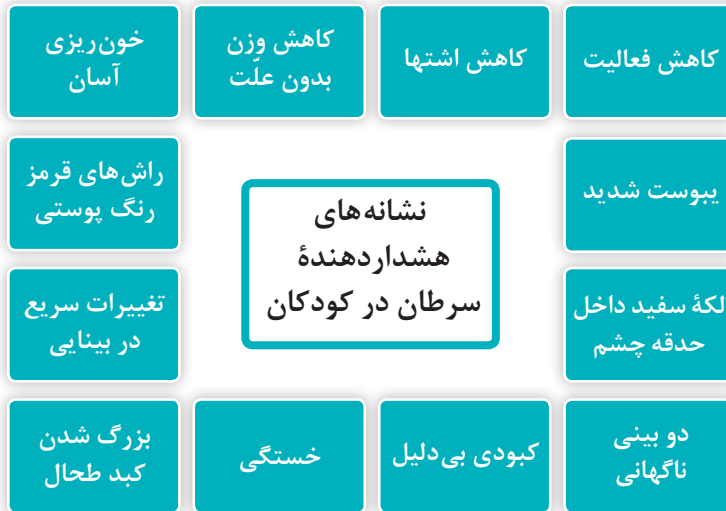 کاهش فعالیت
کاهش اشتها
کاهش وزن
بدون علّت
خون‌ریزی
آسان
یبوست شدید
نشانه‌های
هشداردهندۀ
سرطان در کودکان
راش‌های قرمز
رنگ پوستی
لکۀ سفید داخل
حدقه چشم
تغییرات سریع
در بینایی
دو بینی
ناگهانی
کبودی بی‌دلیل
خستگی
بزرگ شدن
کبد طحال